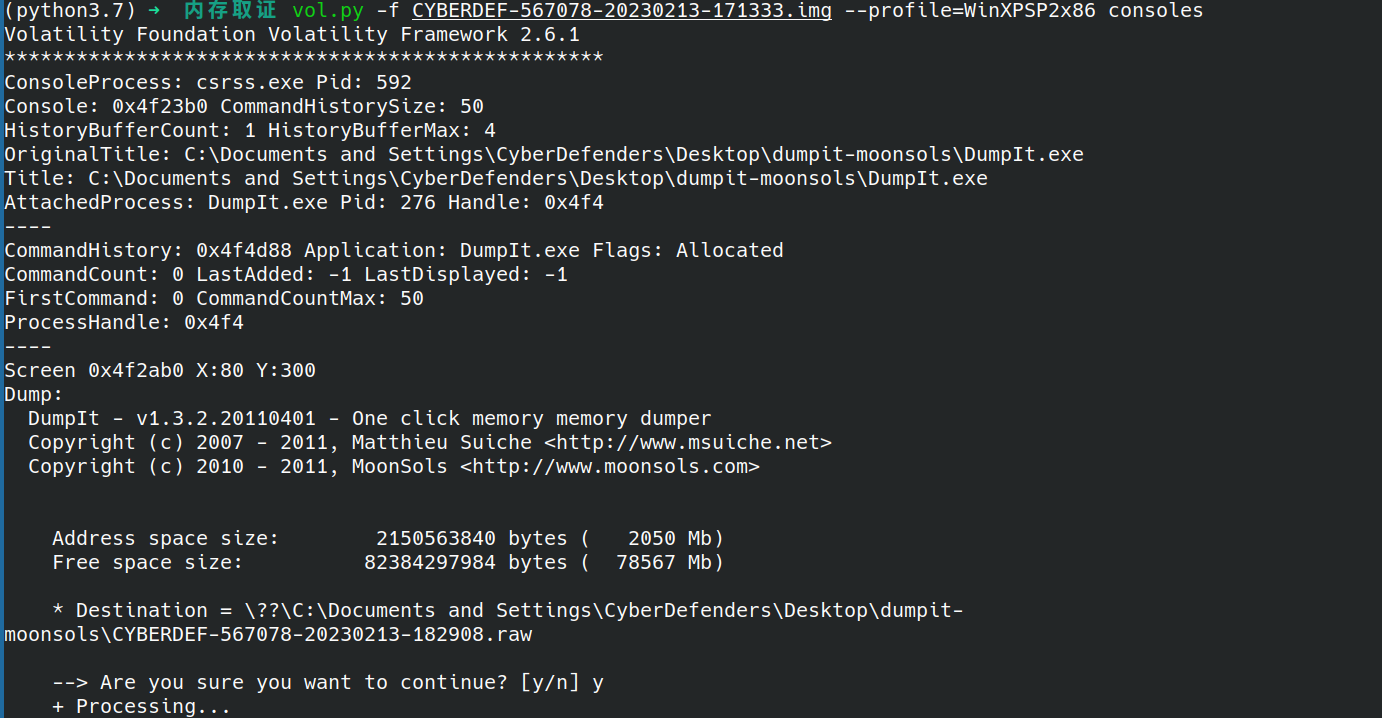 (python3.7) ➜  内存取证 vol.py -f CYBERDEF-567078-20230213-171333.img --profile=WinXPSP2x86 consoles
Volatility Foundation Volatility Framework 2.6.1
**************************************************
ConsoleProcess: csrss.exe Pid: 592
Console: 0x4f23b0 CommandHistorySize: 50
HistoryBufferCount: 1 HistoryBufferMax: 4
OriginalTitle: C:\Documents and Settings\CyberDefenders\Desktop\dumpit-moonsols\DumpIt.exe
Title: C:\Documents and Settings\CyberDefenders\Desktop\dumpit-moonsols\DumpIt.exe
AttachedProcess: DumpIt.exe Pid: 276 Handle: 0x4f4
----
CommandHistory: 0x4f4d88 Application: DumpIt.exe Flags: Allocated
CommandCount: 0 LastAdded: -1 LastDisplayed: -1
FirstCommand: 0 CommandCountMax: 50
ProcessHandle: 0x4f4
----
Screen 0x4f2ab0 X:80 Y:300
Dump:
  DumpIt - v1.3.2.20110401 - One click memory memory dumper
  Copyright (c) 2007 - 2011, Matthieu Suiche <http://www.msuiche.net>
  Copyright (c) 2010 - 2011, MoonSols <http://www.moonsols.com>
    Address space size:        2150563840 bytes (   2050 Mb)
    Free space size:          82384297984 bytes (  78567 Mb)
    * Destination = \??\C:\Documents and Settings\CyberDefenders\Desktop\dumpit-
moonsols\CYBERDEF-567078-20230213-182908.raw
    --> Are you sure you want to continue? [y/n] y
    + Processing...